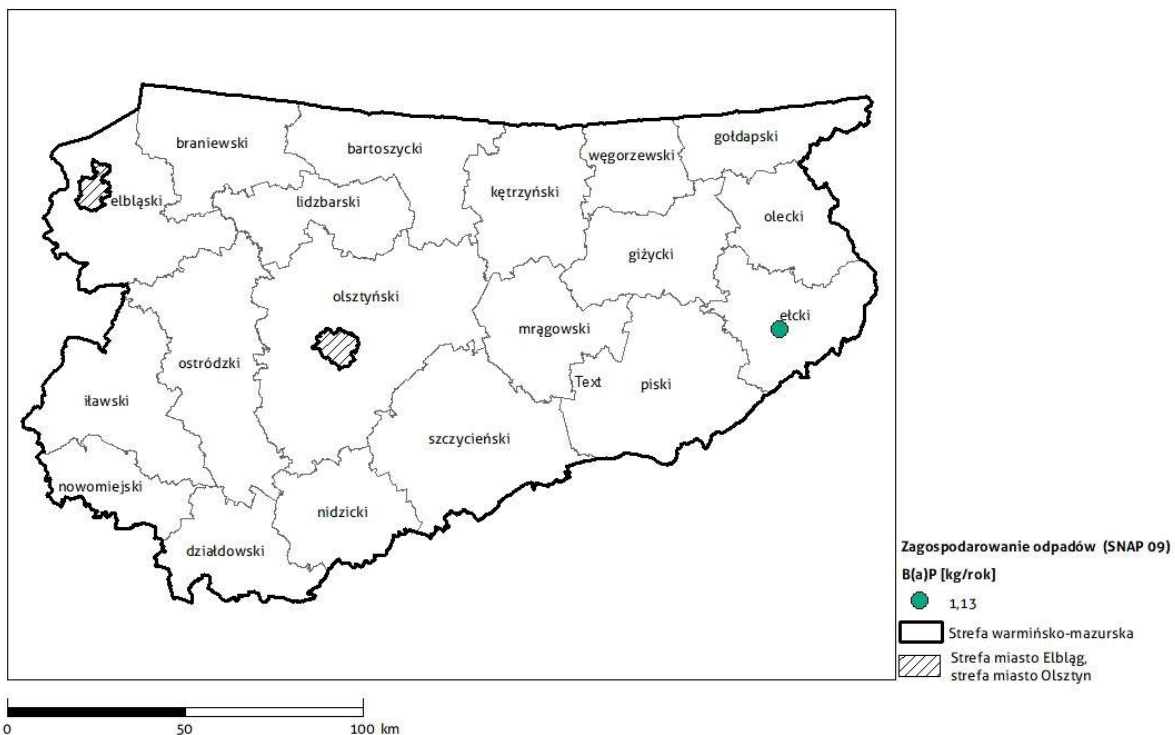 gołdapski
braniewski
bartoszycki
węgorzewski
kętrzyński
elbląski
lidzbarski
olecki
giżycki
olsztyński
ełcki
mrągowski
ostródzki
Text
piski
iławski
szczycieński
nowomiejski
nidzicki
działdowski
Zagospodarowanie odpadów (SNAP 09)
B(a)P [kg/rok]
1,13
Strefa warmińsko-mazurska
Strefa miasto Elbląg,
strefa miasto Olsztyn
0 50 100 km